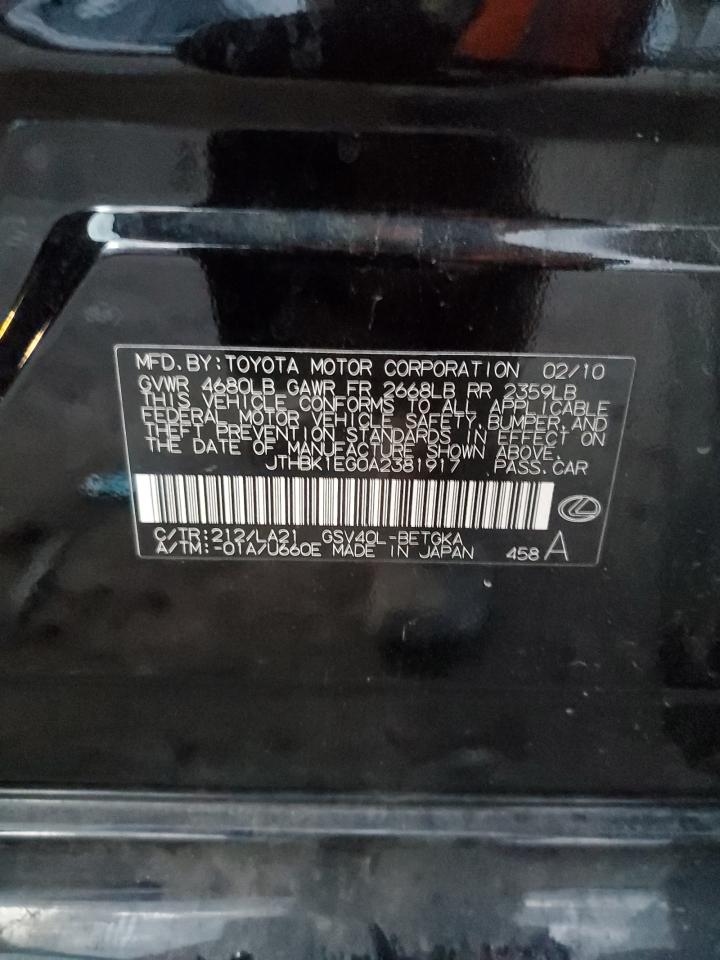 MFD.BY:TOYOTA MOTOR CORPORATION 02/10
GVWR 4680LB GAWR FR 2668LB RR 2359LB
THIS VEHICLE CONFORMS TO ALL APPLICABLE
FEDERAL MOTOR VEHICLE SAFETY,BUMPER,AND
THEFT PREVENTION STANDARDS IN EFFECT ON
THE DATE OF MANUFACTURE SHOWN ABOVE.
JTHBK1EG0A2381917 PASS.CAR
C/TR:212/LA21 GSV40L-BETGKA
A/TM:-01A/U660E MADE IN JAPAN 458 A